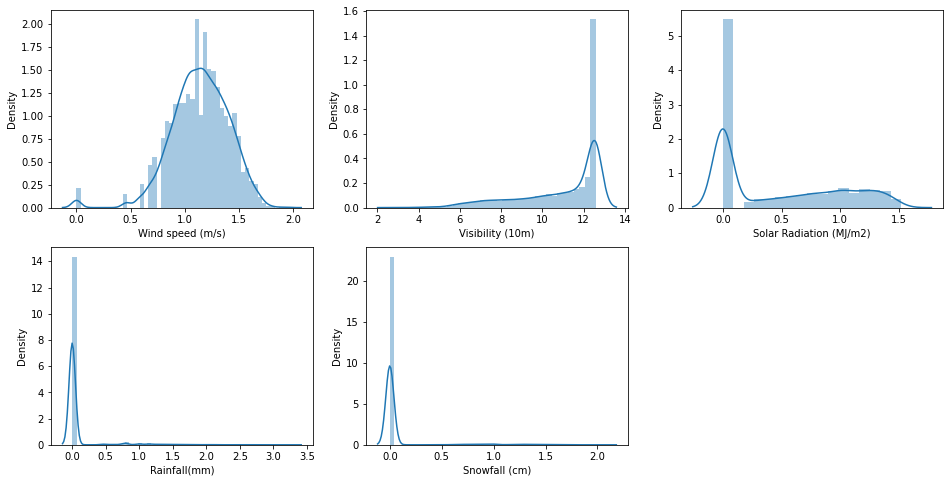 2.00
1.75
1.50
1.25
1.00
0.75
0.50
0.25
0.00
Density
0.0 0.5 1.0 1.5 2.0
Wind speed (m/s)
1.6
1.4
1.2
1.0
0.8
0.6
0.4
0.2
0.0
Density
2 4 6 8 10 12 14
Visibility (10m)
5
4
3
2
1
0
Density
0.0 0.5 1.0 1.5
Solar Radiation (MJ/m2)
14
12
10
8
6
4
2
0
Density
0.0 0.5 1.0 1.5 2.0 2.5 3.0 3.5
Rainfall(mm)
20
15
10
5
0
Density
0.0 0.5 1.0 1.5 2.0
Snowfall (cm)